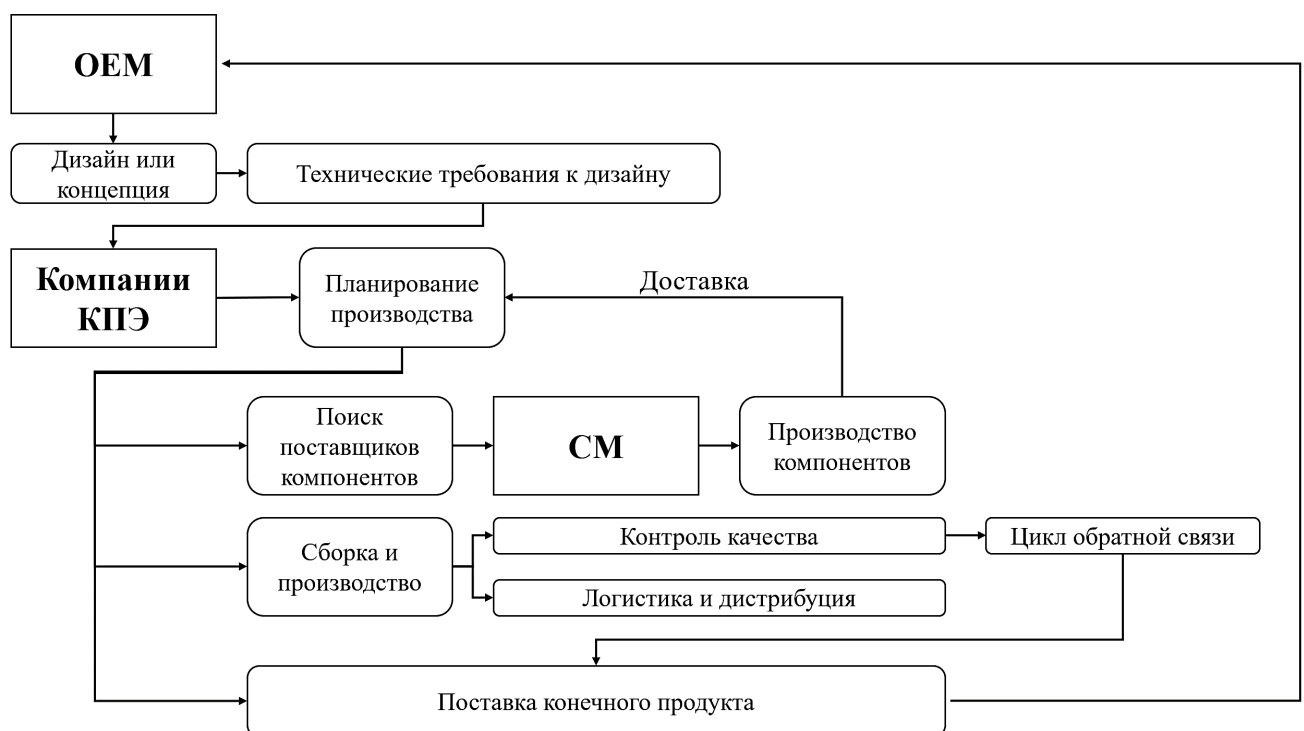 OEM
Дизайн или
концепция
Технические требования к дизайну
Компании
КПЭ
Планирование
производства
Доставка
Поиск
поставщиков
компонентов
СМ
Производство
компонентов
Сборка и
производство
Контроль качества
Цикл обратной связи
Логистика и дистрибуция
Поставка конечного продукта